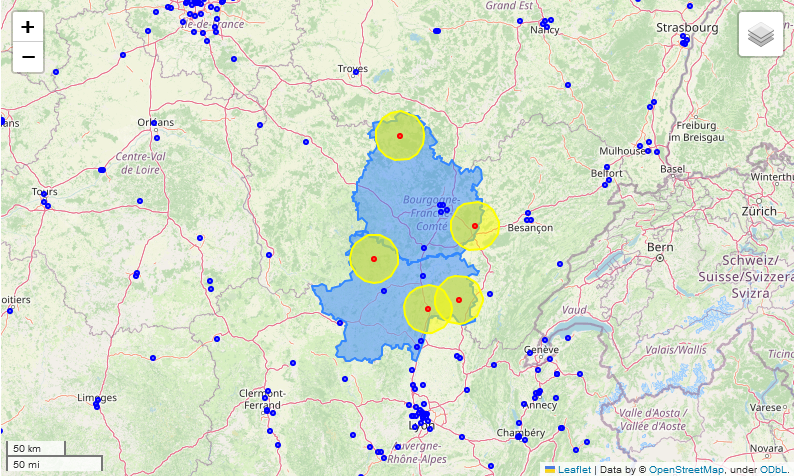 +
−
Île-de-France
Grand Est
Nancy
Strasbourg
Troyes
Orléans
Freiburg
im Breisgau
Centre-Val
de Loire
Mulhouse
Belfort
Basel
Winterthur
Tours
Bourgogne-
Franche-
Comté
Besançon
Zürich
Bern
Schweiz/
Suisse/Svizzera/
Svizra
Vaud
Genève
Valais/Wallis
Ticino
Limoges
Clermont-
Ferrand
Annecy
Lyon
Valle d'Aosta /
Vallée d'Aoste
Varese
Chambéry
Auvergne-
Rhône-Alpes
Novara
50 km
50 mi
Leaflet | Data by © OpenStreetMap, under ODbL.